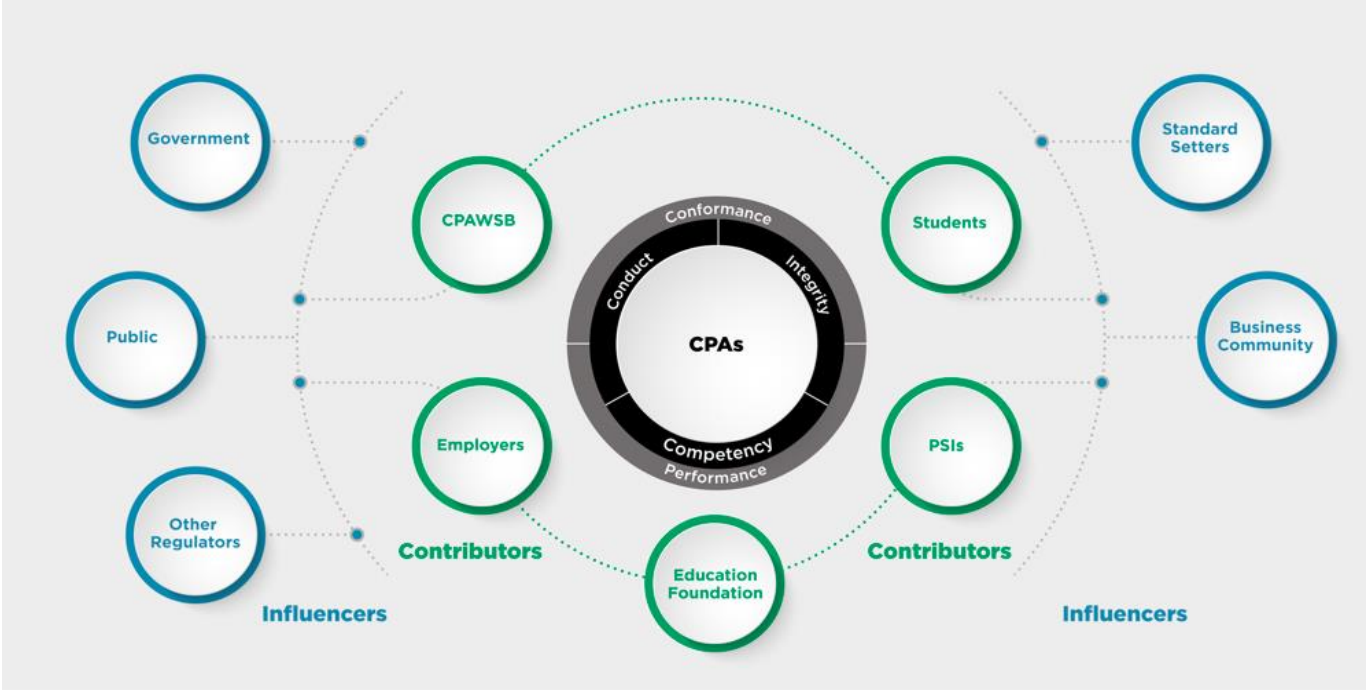 Government
Public
Other
Regulators
Influencers
CPAWSB
Employers
Contributors
Conformance
Conduct
Integrity
CPAs
Competency
Performance
Education
Foundation
Students
PSIs
Contributors
Standard
Setters
Business
Community
Influencers